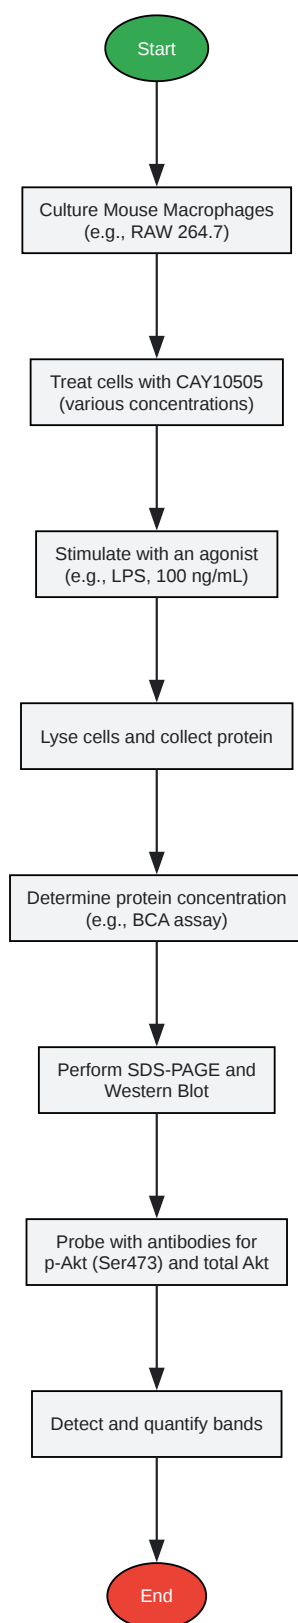 Start
Culture Mouse Macrophages
(e.g., RAW 264.7)
Treat cells with CAY10505
(various concentrations)
Stimulate with an agonist
(e.g., LPS, 100 ng/mL)
Lyse cells and collect protein
Determine protein concentration
(e.g., BCA assay)
Perform SDS-PAGE and
Western Blot
Probe with antibodies for
p-Akt (Ser473) and total Akt
Detect and quantify bands
End